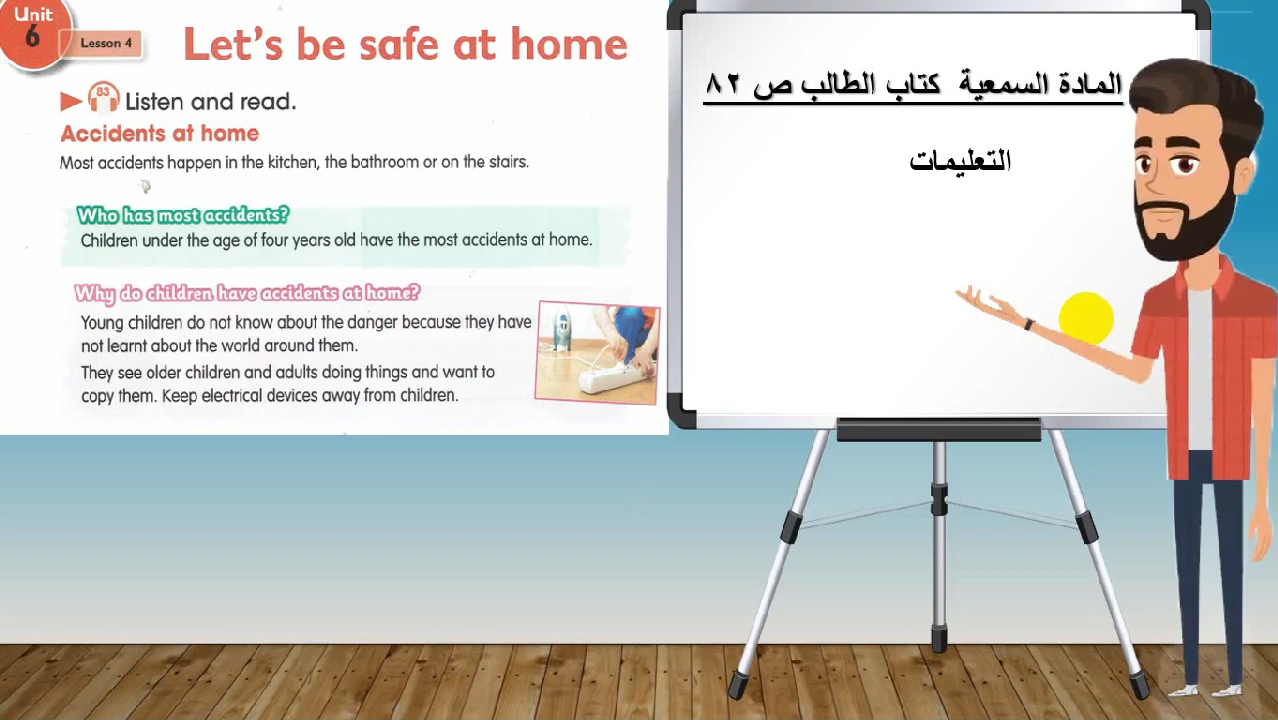 Unit
6
Lesson 4
Let's be safe at home
83
Listen and read.
Accidents at home
Most accidents happen in the kitchen, the bathroom or on the stairs.
Who has most accidents?
Children under the age of four years old have the most accidents at home.
Why do children have accidents at home?
Young children do not know about the danger because they have
not learnt about the world around them.
They see older children and adults doing things and want to
copy them. Keep electrical devices away from children.
المادة السمعية كتاب الطالب ص ٨٢
التعليمات